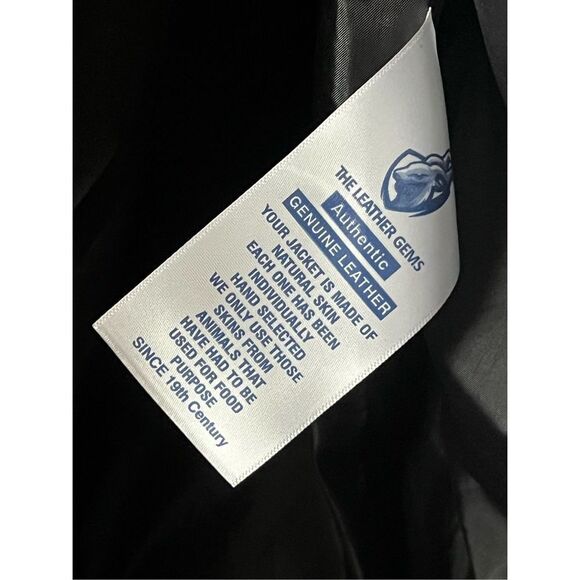 THE LEATHER GEMS
Authentic
GENUINE LEATHER
YOUR JACKET IS MADE OF
NATURAL SKIN
EACH ONE HAS BEEN
INDIVIDUALLY
HAND SELECTED
WE ONLY USE THOSE
SKINS FROM
ANIMALS THAT
HAVE HAD TO BE
USED FOR FOOD
PURPOSE
SINCE 19th Century